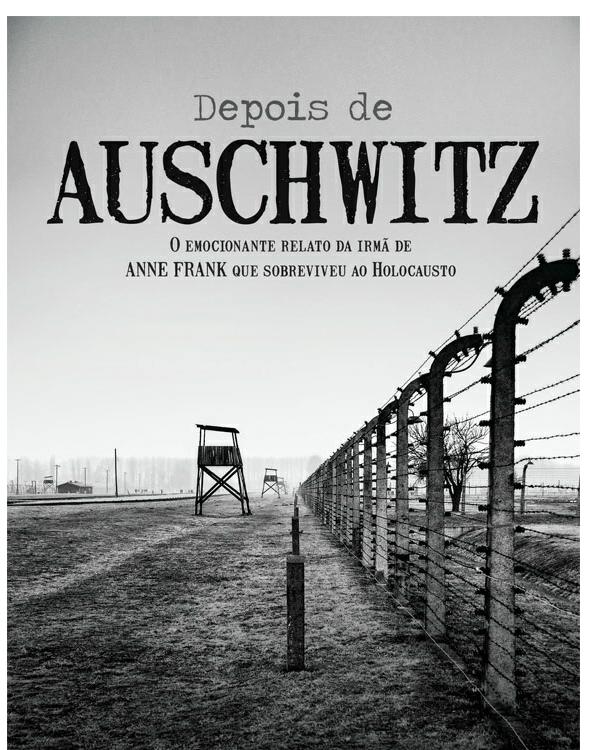 Depois de
AUSCHWITZ
O emocionante relato da irmã de
ANNE FRANK que sobreviveu ao Holocausto